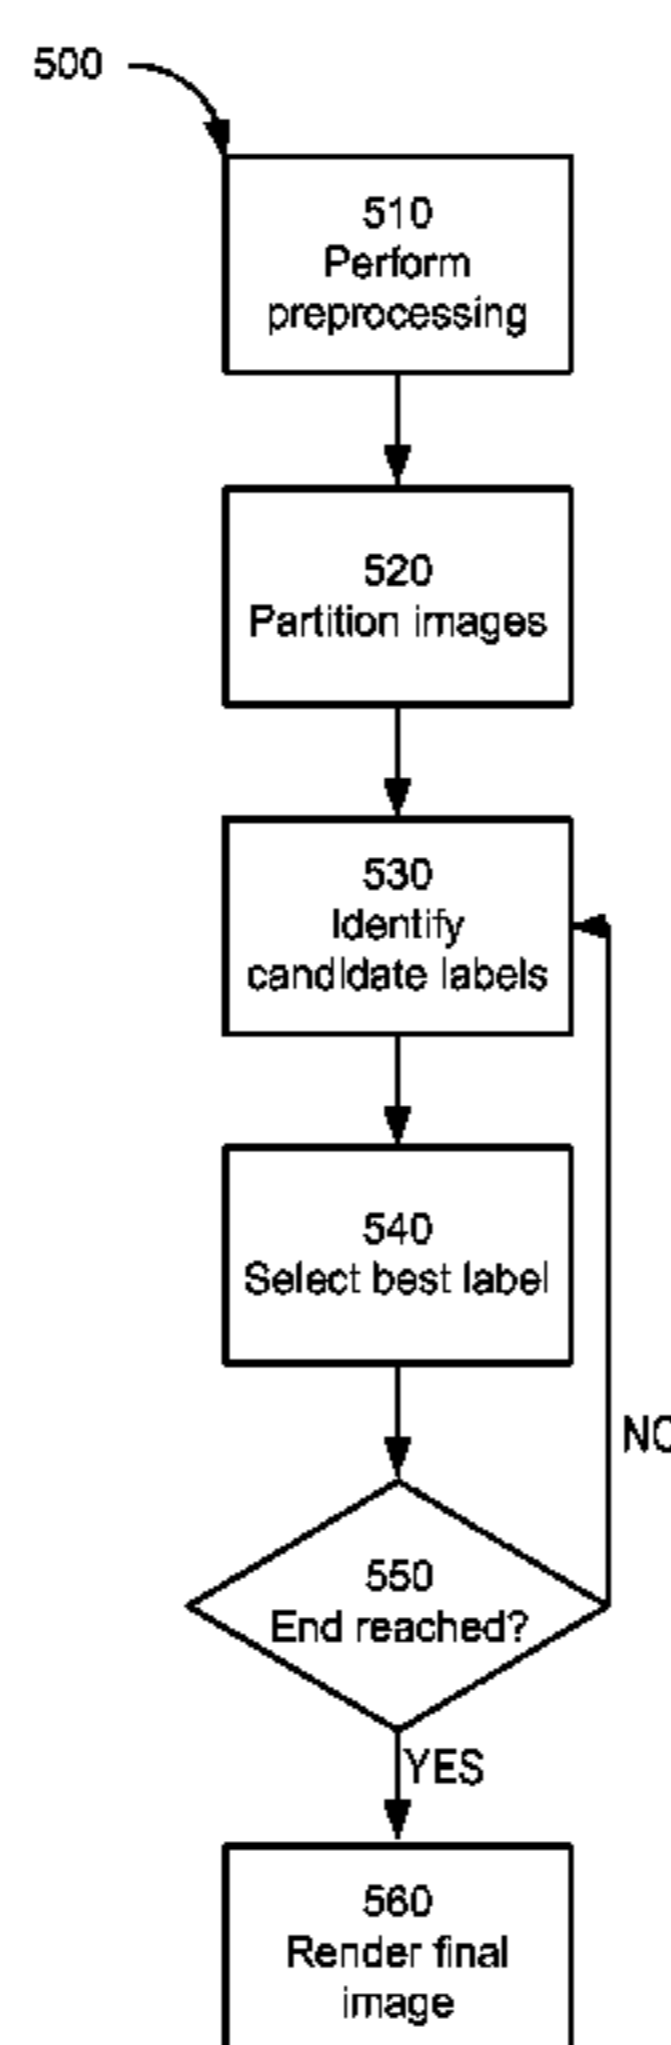 500
510
Perform
preprocessing
520
Partition images
530
Identify
candidate labels
540
Select best label
NO
550
End reached?
YES
560
Render final
image